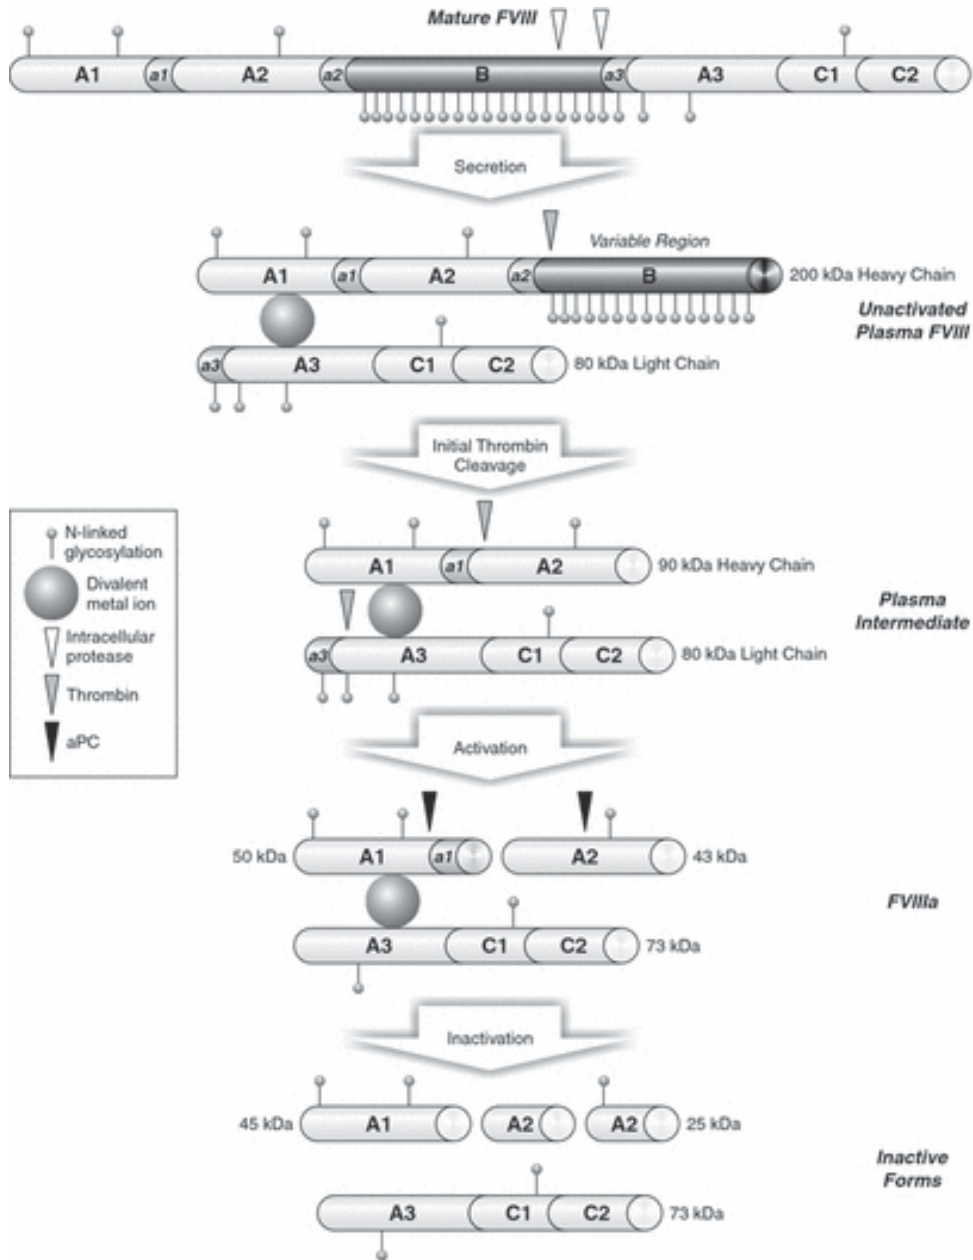 Mature FVIII
A1 a1 A2 a2 B a3 A3 C1 C2
Secretion
Variable Region
A1 a1 A2 a2 B 200 kDa Heavy Chain
Unactivated
Plasma FVIII
a3 A3 C1 C2 80 kDa Light Chain
Initial Thrombin
Cleavage
N-linked
glycosylation
Divalent
metal ion
Intracellular
protease
Thrombin
aPC
A1 a1 A2 90 kDa Heavy Chain
Plasma
Intermediate
a3 A3 C1 C2 80 kDa Light Chain
Activation
50 kDa A1 a1 A2 43 kDa
FVIIIa
A3 C1 C2 73 kDa
Inactivation
45 kDa A1 A2 A2 25 kDa
Inactive
Forms
A3 C1 C2 73 kDa